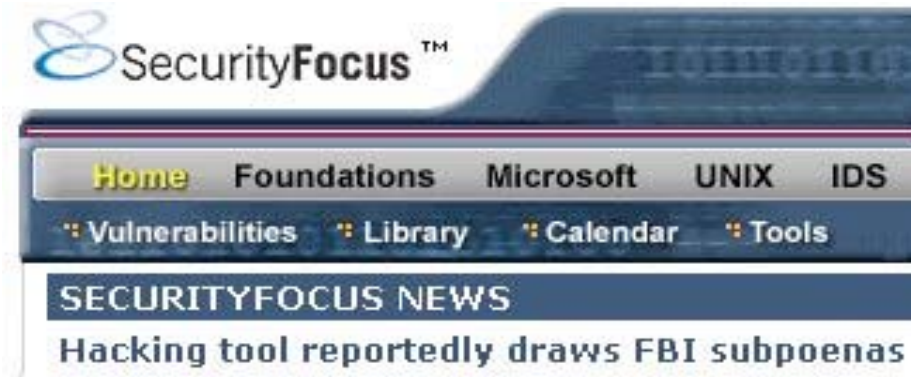 SecurityFocus™
Home Foundations Microsoft UNIX IDS
Vulnerabilities Library Calendar Tools
SECURITYFOCUS NEWS
Hacking tool reportedly draws FBI subpoenas